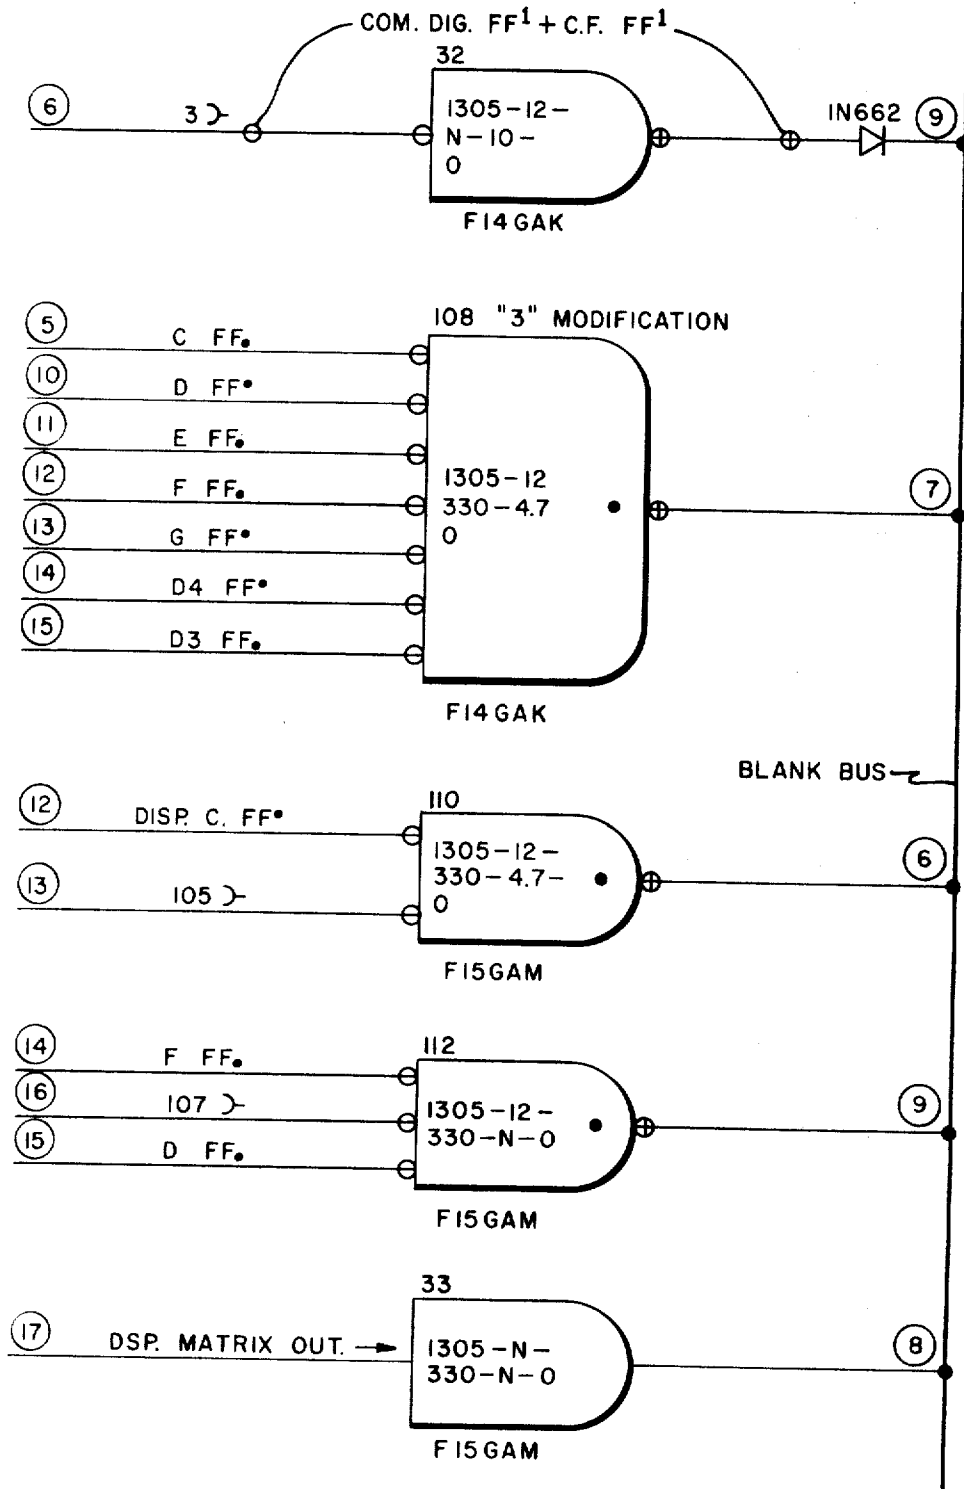 COM. DIG. FF¹ + C.F. FF¹
32
6
3
1305-12-
N-10-
0
1N662
9
F14GAK
108 "3" MODIFICATION
5
C FF.
10
D FF•
11
E FF.
12
F FF.
13
G FF•
14
D4 FF•
15
D3 FF.
1305-12
330-4.7
0
7
F14GAK
BLANK BUS
110
12
DISP. C. FF•
13
105
1305-12-
330-4.7-
0
6
F15GAM
112
14
F FF.
16
107
15
D FF.
1305-12-
330-N-0
9
F15GAM
33
17
DSP. MATRIX OUT. →
1305-N-
330-N-0
8
F15GAM